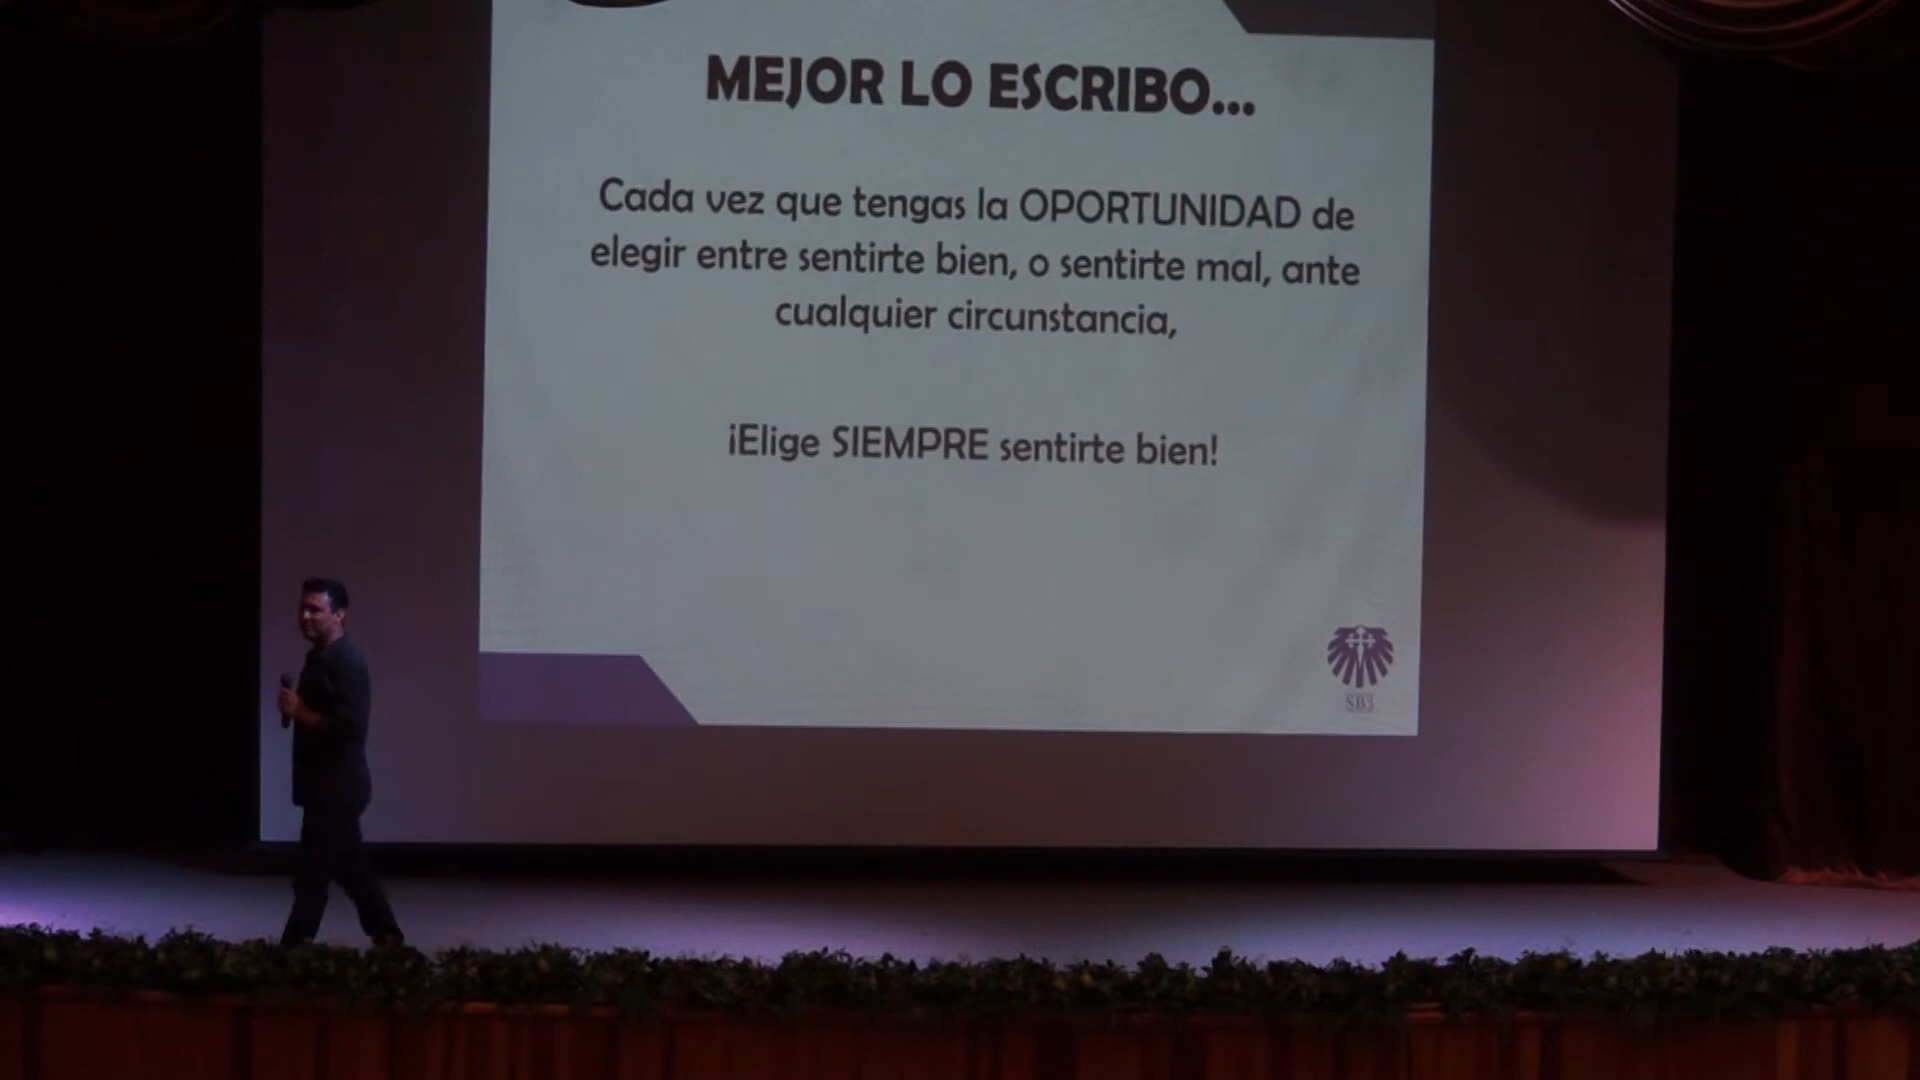 MEJOR LO ESCRIBO...
Cada vez que tengas la OPORTUNIDAD de
elegir entre sentirte bien, o sentirte mal, ante
cualquier circunstancia,
¡Elige SIEMPRE sentirte bien!
SB3